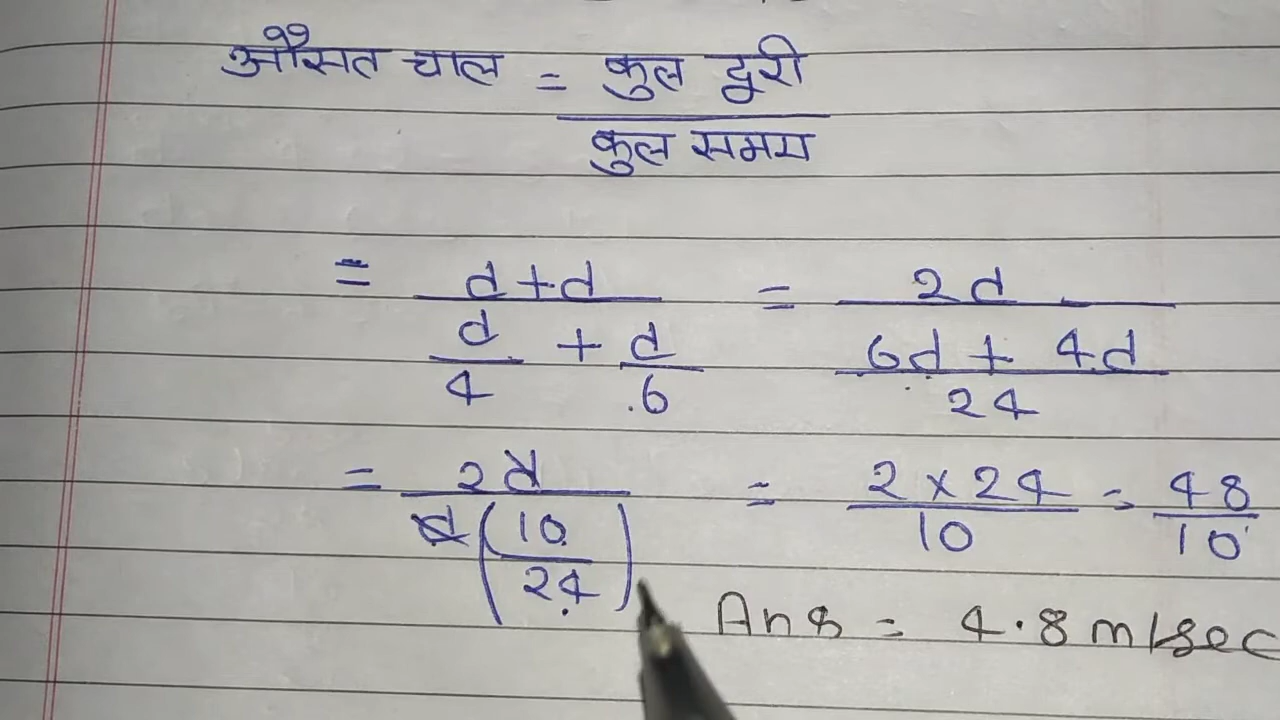 औसत चाल = कुल दूरी / कुल समय
= d+d / (d/4 + d/6) = 2d / ((6d + 4d)/24)
= 2d / d(10/24) = 2 × 24 / 10 = 48 / 10
Ans = 4.8 m/sec